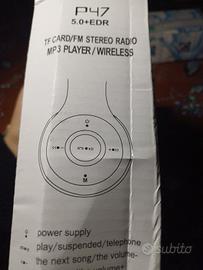 P47
5.0+EDR
TF CARD/FM STEREO RADIO
MP3 PLAYER/WIRELESS
M
power supply
play/suspended/telephone
the next song/the volume-
volume+
subito